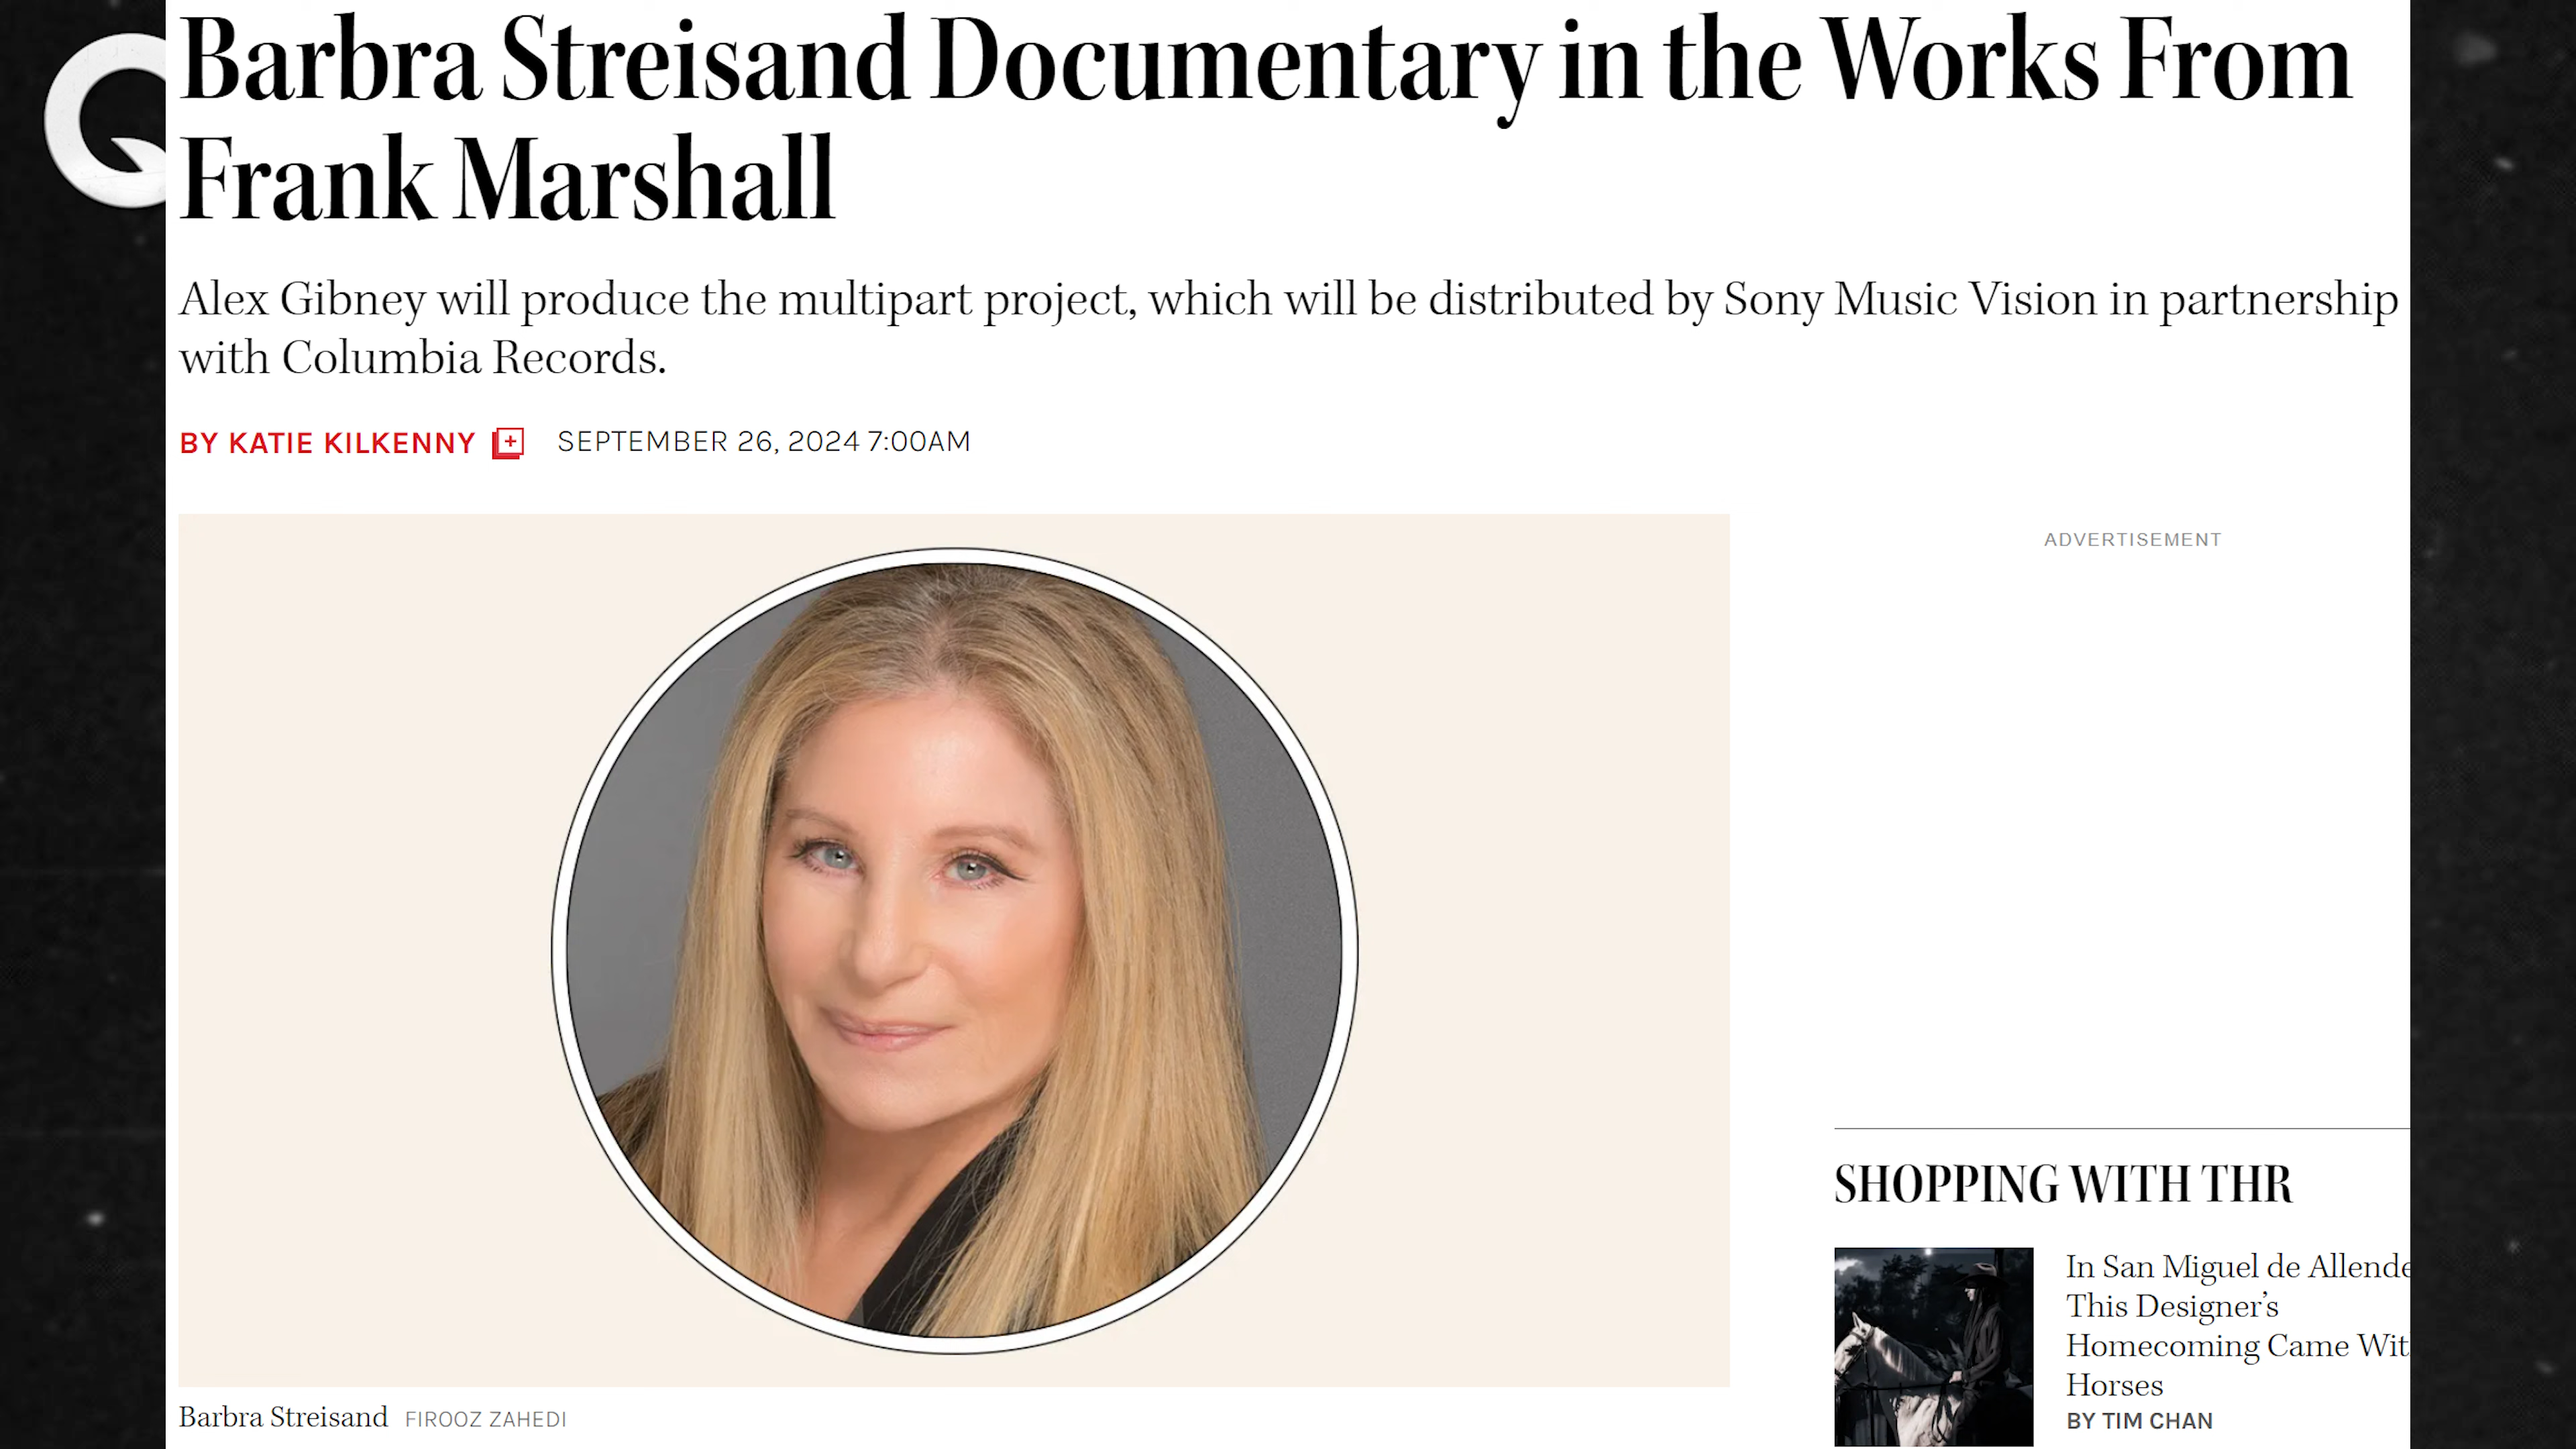 Barbra Streisand Documentary in the Works From
Frank Marshall
Alex Gibney will produce the multipart project, which will be distributed by Sony Music Vision in partnership
with Columbia Records.
BY KATIE KILKENNY SEPTEMBER 26, 2024 7:00AM
ADVERTISEMENT
SHOPPING WITH THR
In San Miguel de Allende
This Designer’s
Homecoming Came Wit
Horses
BY TIM CHAN
Barbra Streisand FIROOZ ZAHEDI